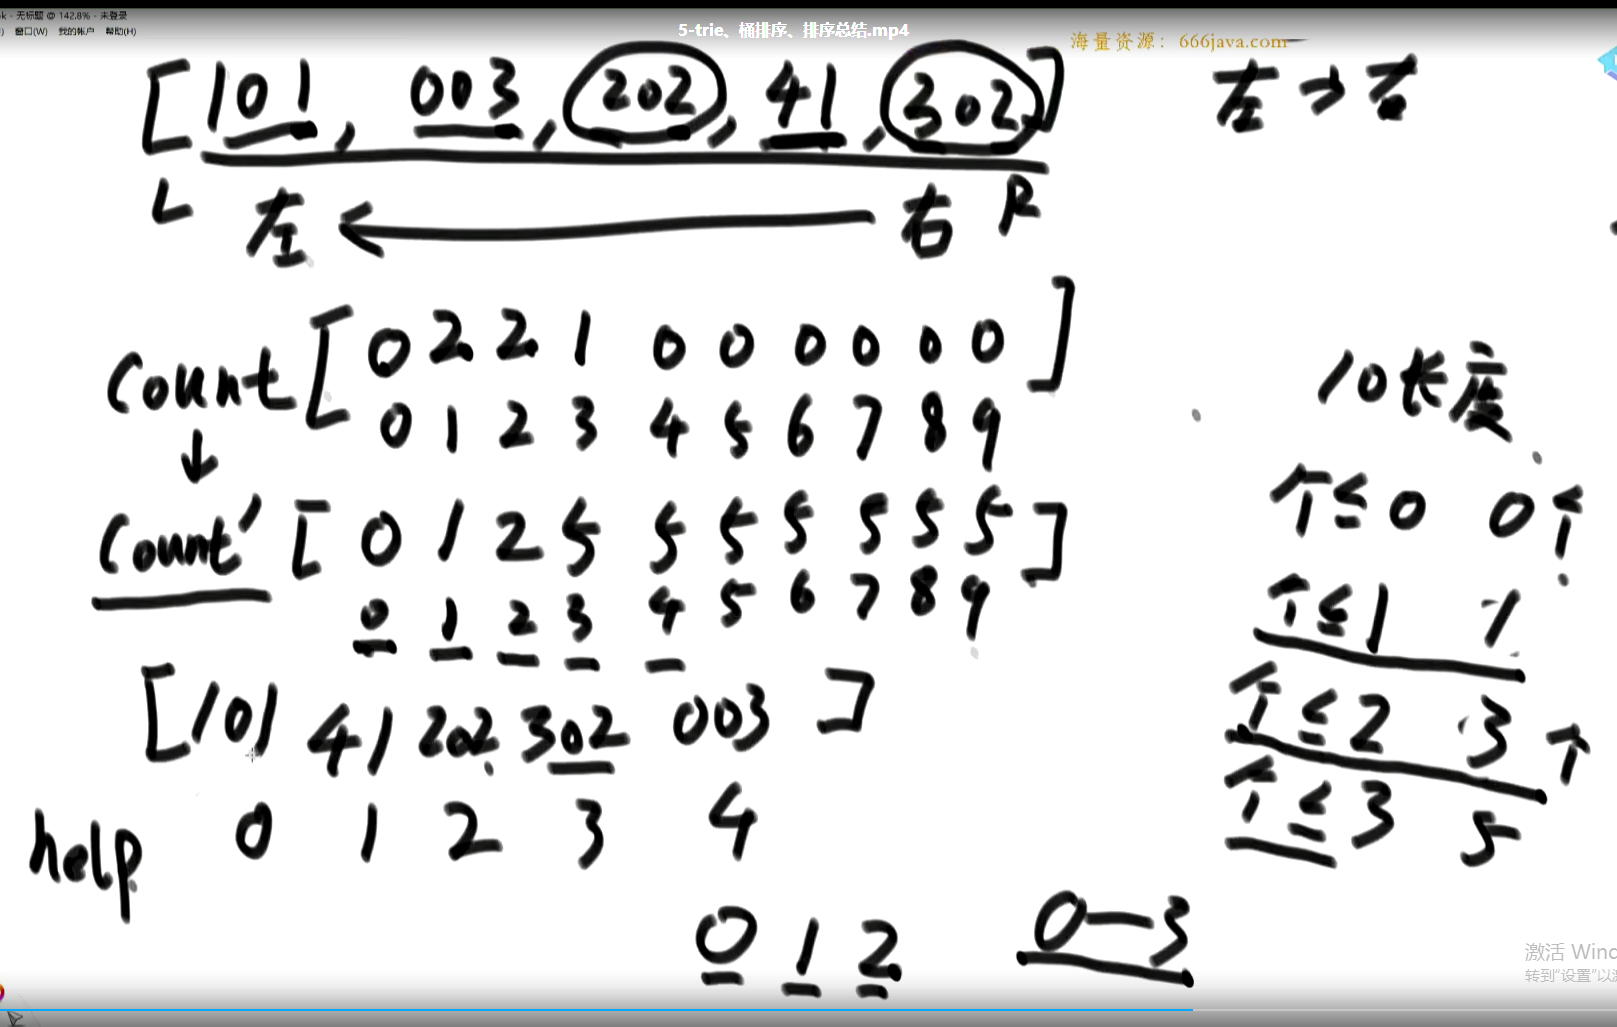 k - 无标题 @ 142.8% - 未登录
窗口(W) 我的帐户 帮助(H)
5-trie、桶排序、排序总结.mp4
海量资源：666java.com
[101, 003, 202, 41, 302]
左→右
L 左 ← 右 R
Count [0 2 2 1 0 0 0 0 0 0]
0 1 2 3 4 5 6 7 8 9
↓
10长度
Count' [0 1 2 5 5 5 5 5 5 5]
0 1 2 3 4 5 6 7 8 9
个≤0 0个
个≤1 1
个≤2 3个
个≤3 5
[101 41 202 302 003]
help 0 1 2 3 4
0 1 2
0—3
激活 Wind
转到"设置"以